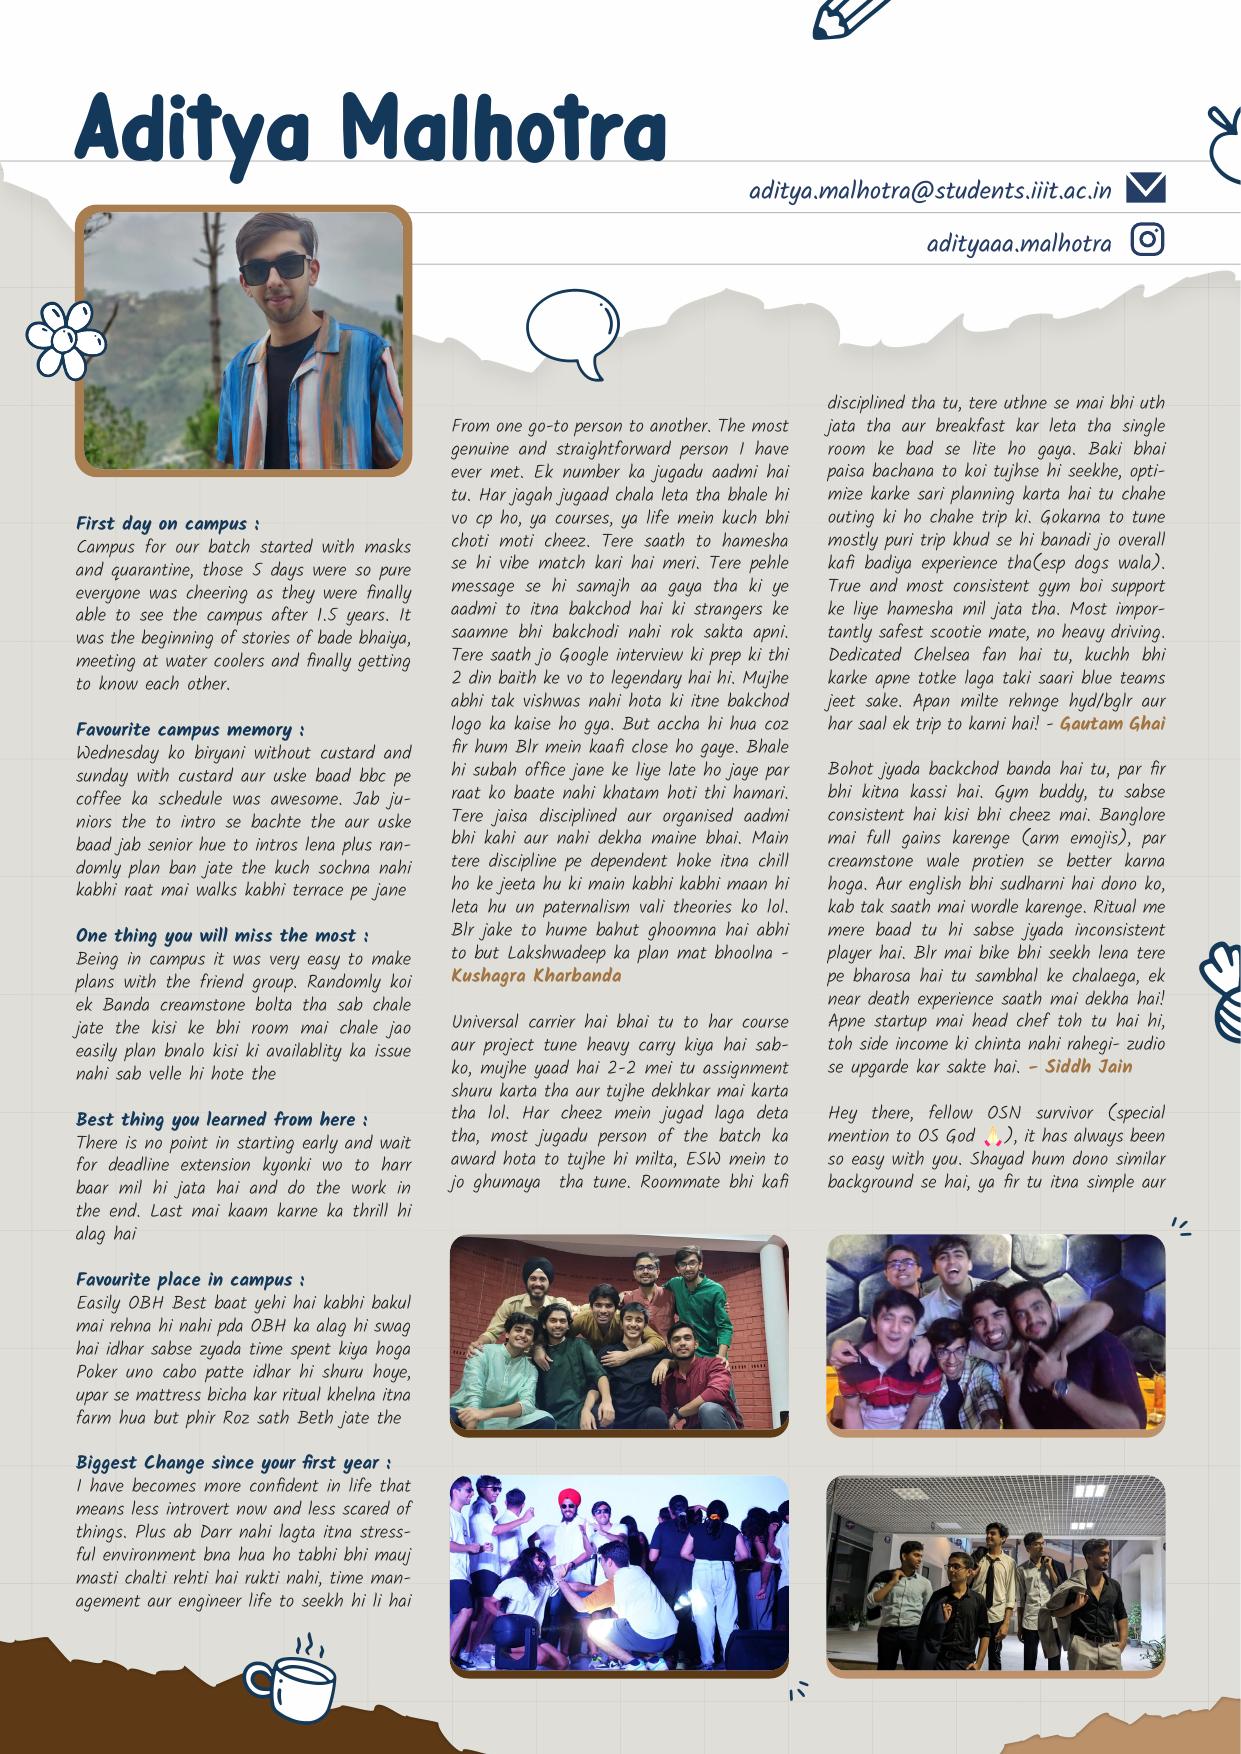 Aditya Malhotra
aditya.malhotra@students.iiit.ac.in
adityaaa.malhotra
First day on campus :
Campus for our batch started with masks
and quarantine, those 5 days were so pure
everyone was cheering as they were finally
able to see the campus after 1.5 years. It
was the beginning of stories of bade bhaiya,
meeting at water coolers and finally getting
to know each other.
Favourite campus memory :
Wednesday ko biryani without custard and
sunday with custard aur uske baad bbc pe
coffee ka schedule was awesome. Jab ju-
niors the to intro se bachte the aur uske
baad jab senior hue to intros lena plus ran-
domly plan ban jate the kuch sochna nahi
kabhi raat mai walks kabhi terrace pe jane
One thing you will miss the most :
Being in campus it was very easy to make
plans with the friend group. Randomly koi
ek Banda creamstone bolta tha sab chale
jate the kisi ke bhi room mai chale jao
easily plan bnalo kisi ki availablity ka issue
nahi sab velle hi hote the
Best thing you learned from here :
There is no point in starting early and wait
for deadline extension kyonki wo to harr
baar mil hi jata hai and do the work in
the end. Last mai kaam karne ka thrill hi
alag hai
Favourite place in campus :
Easily OBH Best baat yehi hai kabhi bakul
mai rehna hi nahi pda OBH ka alag hi swag
hai idhar sabse zyada time spent kiya hoga
Poker uno cabo patte idhar hi shuru hoye,
upar se mattress bicha kar ritual khelna itna
farm hua but phir Roz sath Beth jate the
Biggest Change since your first year :
I have becomes more confident in life that
means less introvert now and less scared of
things. Plus ab Darr nahi lagta itna stress-
ful environment bna hua ho tabhi bhi mauj
masti chalti rehti hai rukti nahi, time man-
agement aur engineer life to seekh hi li hai
From one go-to person to another. The most
genuine and straightforward person I have
ever met. Ek number ka jugadu aadmi hai
tu. Har jagah jugaad chala leta tha bhale hi
vo cp ho, ya courses, ya life mein kuch bhi
choti moti cheez. Tere saath to hamesha
se hi vibe match kari hai meri. Tere pehle
message se hi samajh aa gaya tha ki ye
aadmi to itna bakchod hai ki strangers ke
saamne bhi bakchodi nahi rok sakta apni.
Tere saath jo Google interview ki prep ki thi
2 din baith ke vo to legendary hai hi. Mujhe
abhi tak vishwas nahi hota ki itne bakchod
logo ka kaise ho gya. But accha hi hua coz
fir hum Blr mein kaafi close ho gaye. Bhale
hi subah office jane ke liye late ho jaye par
raat ko baate nahi khatam hoti thi hamari.
Tere jaisa disciplined aur organised aadmi
bhi kahi aur nahi dekha maine bhai. Main
tere discipline pe dependent hoke itna chill
ho ke jeeta hu ki main kabhi kabhi maan hi
leta hu un paternalism vali theories ko lol.
Blr jake to hume bahut ghoomna hai abhi
to but Lakshwadeep ka plan mat bhoolna -
Kushagra Kharbanda
Universal carrier hai bhai tu to har course
aur project tune heavy carry kiya hai sab-
ko, mujhe yaad hai 2-2 mei tu assignment
shuru karta tha aur tujhe dekhkar mai karta
tha lol. Har cheez mein jugad laga deta
tha, most jugadu person of the batch ka
award hota to tujhe hi milta, ESW mein to
jo ghumaya tha tune. Roommate bhi kafi
disciplined tha tu, tere uthne se mai bhi uth
jata tha aur breakfast kar leta tha single
room ke bad se lite ho gaya. Baki bhai
paisa bachana to koi tujhse hi seekhe, opti-
mize karke sari planning karta hai tu chahe
outing ki ho chahe trip ki. Gokarna to tune
mostly puri trip khud se hi banadi jo overall
kafi badiya experience tha(esp dogs wala).
True and most consistent gym boi support
ke liye hamesha mil jata tha. Most impor-
tantly safest scootie mate, no heavy driving.
Dedicated Chelsea fan hai tu, kuchh bhi
karke apne totke laga taki saari blue teams
jeet sake. Apan milte rehnge hyd/bglr aur
har saal ek trip to karni hai! - Gautam Ghai
Bohot jyada backchod banda hai tu, par fir
bhi kitna kassi hai. Gym buddy, tu sabse
consistent hai kisi bhi cheez mai. Banglore
mai full gains karenge (arm emojis), par
creamstone wale protien se better karna
hoga. Aur english bhi sudharni hai dono ko,
kab tak saath mai wordle karenge. Ritual me
mere baad tu hi sabse jyada inconsistent
player hai. Blr mai bike bhi seekh lena tere
pe bharosa hai tu sambhal ke chalaega, ek
near death experience saath mai dekha hai!
Apne startup mai head chef toh tu hai hi,
toh side income ki chinta nahi rahegi- zudio
se upgarde kar sakte hai. - Siddh Jain
Hey there, fellow OSN survivor (special
mention to OS God 🙏), it has always been
so easy with you. Shayad hum dono similar
background se hai, ya fir tu itna simple aur